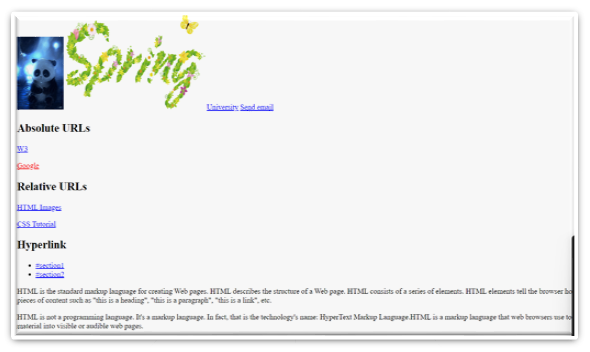 Spring
University Send email
Absolute URLs
W3
Google
Relative URLs
HTML Images
CSS Tutorial
Hyperlink
#section1
#section2
HTML is the standard markup language for creating Web pages. HTML describes the structure of a Web page. HTML consists of a series of elements. HTML elements tell the browser ho
pieces of content such as "this is a heading", "this is a paragraph", "this is a link", etc.
HTML is not a programming language. It's a markup language. In fact, that is the technology's name: HyperText Markup Language.HTML is a markup language that web browsers use to
material into visible or audible web pages.